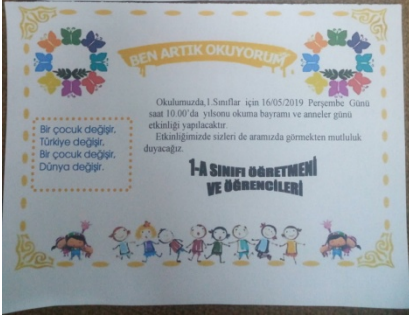 BEN ARTIK OKUYORUM
Okulumuzda,1.Sınıflar için 16/05/2019 Perşembe Günü
saat 10.00'da yılsonu okuma bayramı ve anneler günü
etkinliği yapılacaktır.
Etkinliğimizde sizleri de aramızda görmekten mutluluk
duyacağız.
Bir çocuk değişir,
Türkiye değişir,
Bir çocuk değişir,
Dünya değişir.
1-A SINIFI ÖĞRETMENİ
VE ÖĞRENCİLERİ